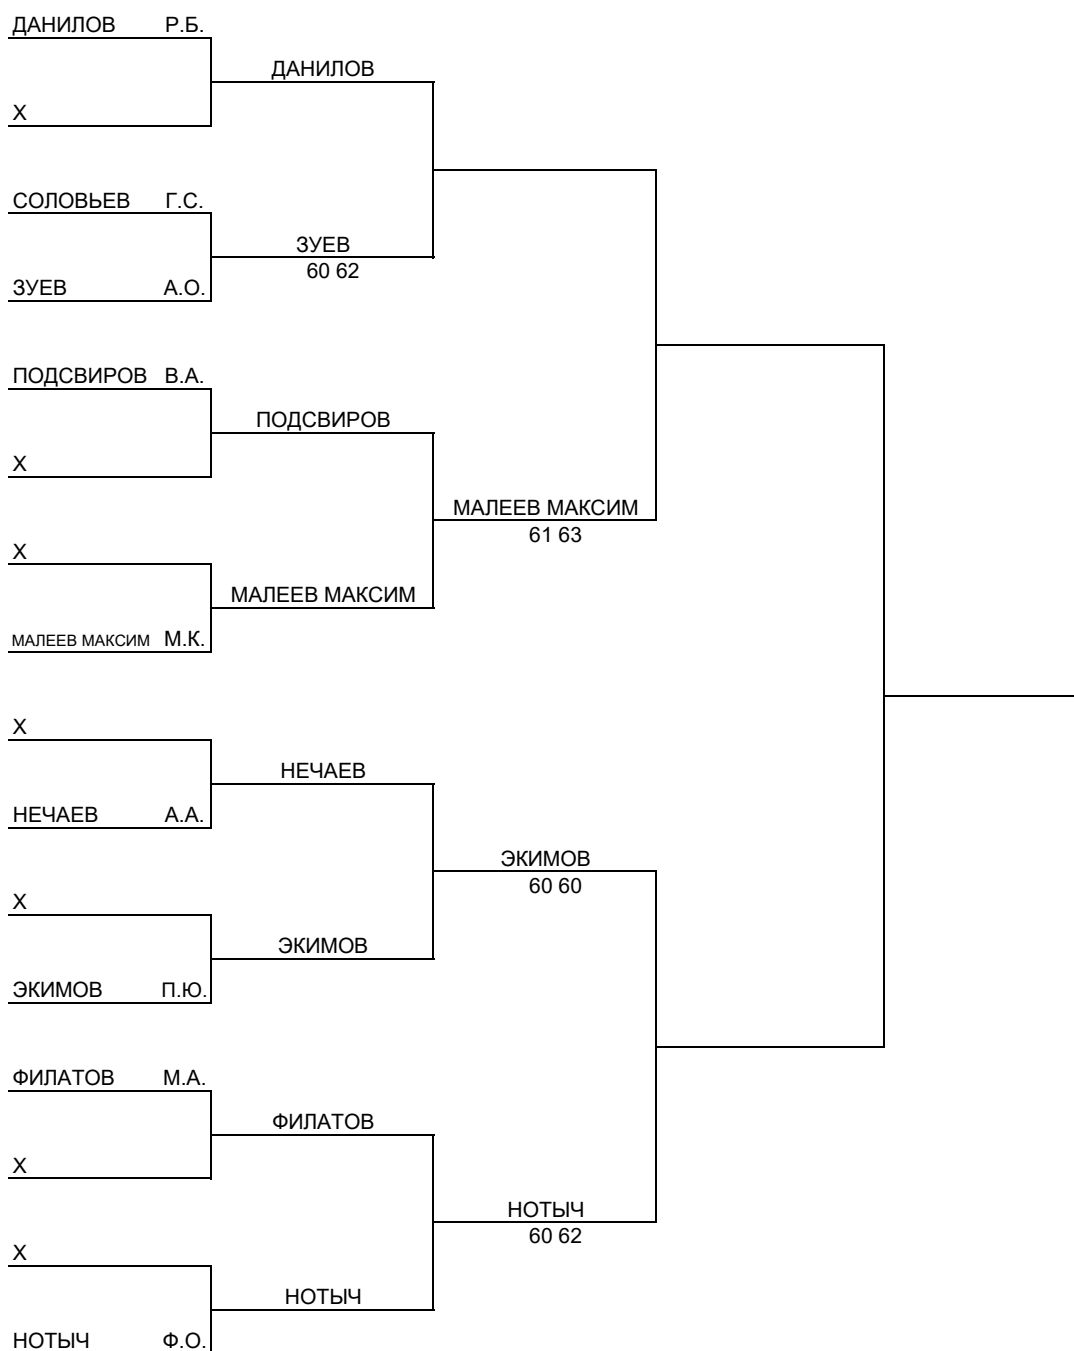 ДАНИЛОВ Р.Б.
ДАНИЛОВ
X
СОЛОВЬЕВ Г.С.
ЗУЕВ
60 62
ЗУЕВ А.О.
ПОДСВИРОВ В.А.
ПОДСВИРОВ
X
МАЛЕЕВ МАКСИМ
61 63
X
МАЛЕЕВ МАКСИМ
МАЛЕЕВ МАКСИМ М.К.
X
НЕЧАЕВ
НЕЧАЕВ А.А.
ЭКИМОВ
60 60
X
ЭКИМОВ
ЭКИМОВ П.Ю.
ФИЛАТОВ М.А.
ФИЛАТОВ
X
НОТЫЧ
60 62
X
НОТЫЧ
НОТЫЧ Ф.О.